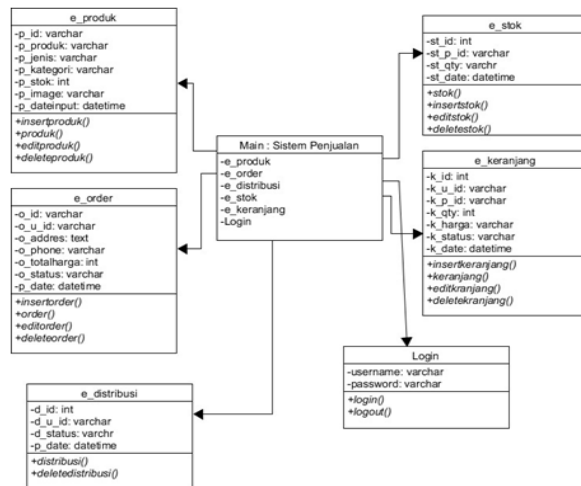 e_produk
-p_id: varchar
-p_produk: varchar
-p_jenis: varchar
-p_kategori: varchar
-p_stok: int
-p_image: varchar
-p_dateinput: datetime
+insertproduk()
+produk()
+editproduk()
+deleteproduk()
e_order
-o_id: varchar
-o_u_id: varchar
-o_addres: text
-o_phone: varchar
-o_totalharga: int
-o_status: varchar
-p_date: datetime
+insertorder()
+order()
+editorder()
+deleteorder()
e_distribusi
-d_id: int
-d_u_id: varchar
-d_status: varchr
-p_date: datetime
+distribusi()
+deletedistribusi()
Main : Sistem Penjualan
-e_produk
-e_order
-e_distribusi
-e_stok
-e_keranjang
-Login
e_stok
-st_id: int
-st_p_id: varchar
-st_qty: varchr
-st_date: datetime
+stok()
+insertstok()
+editstok()
+deletestok()
e_keranjang
-k_id: int
-k_u_id: varchar
-k_p_id: varchar
-k_qty: int
-k_harga: varchar
-k_status: varchar
-k_date: datetime
+insertkeranjang()
+keranjang()
+editkranjang()
+deletekranjang()
Login
-username: varchar
-password: varchar
+login()
+logout()